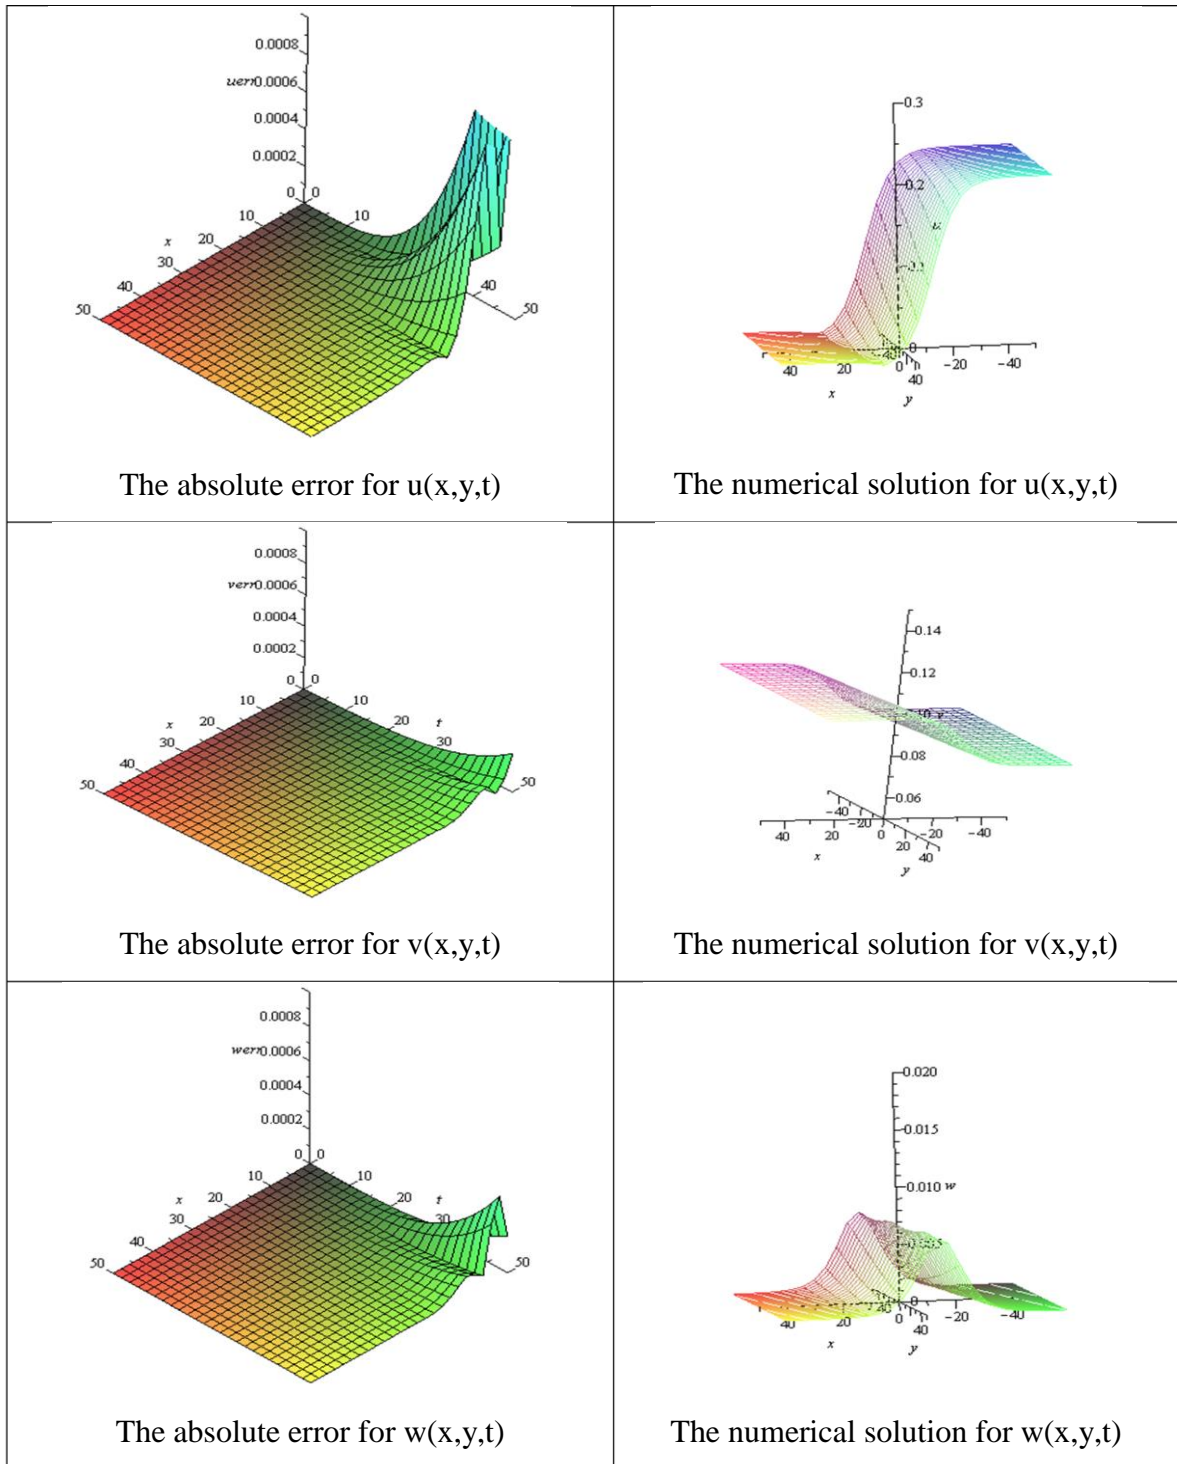 0.0008
uerr0.0006
0.0004
0.0002
0 0
10 10
x 20
30
40 40
50 50
The absolute error for u(x,y,t)
0.3
0.2
u
0
40 20 0 40 -20 -40
x y
The numerical solution for u(x,y,t)
0.0008
verr0.0006
0.0004
0.0002
0 0
10 10
x 20 20 t
30 30
40
50 50
The absolute error for v(x,y,t)
0.14
0.12
v
0.08
0.06
-40
40 20 -20 0 -20 -40
20
x y 40
The numerical solution for v(x,y,t)
0.0008
werr0.0006
0.0004
0.0002
0 0
10 10
x 20 20 t
30 30
40
50 50
The absolute error for w(x,y,t)
0.020
0.015
0.010 w
0.005
0
40 20 0 40 -20 -40
x y
The numerical solution for w(x,y,t)